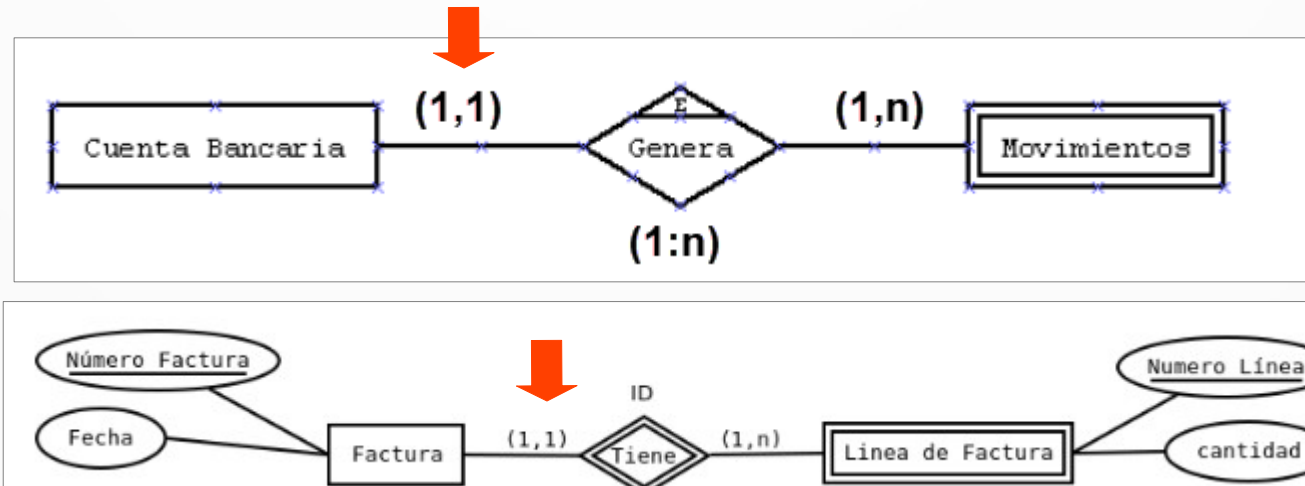 (1,1)
(1,n)
E
Cuenta Bancaria
Genera
Movimientos
(1:n)
Número Factura
Numero Línea
ID
Fecha
(1,1)
(1,n)
Factura
Tiene
Linea de Factura
cantidad